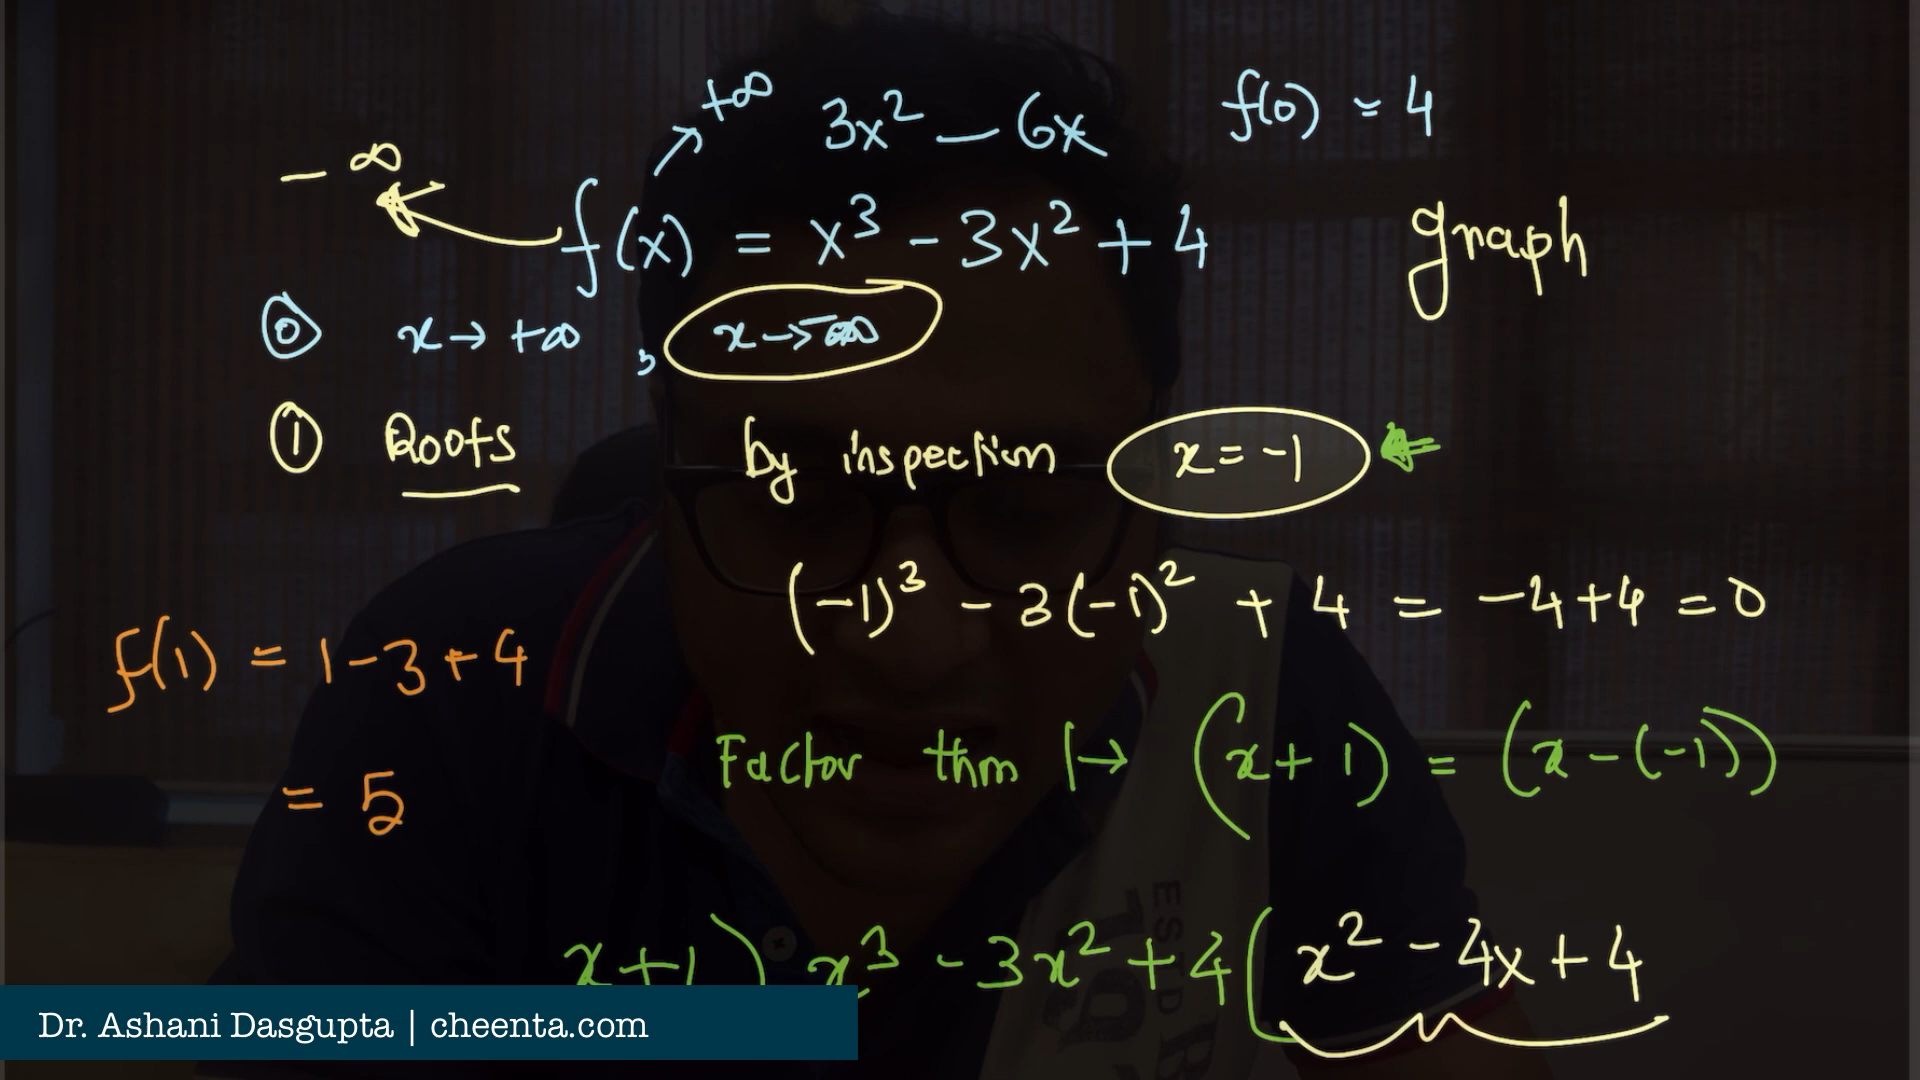 +∞ 3x² - 6x f(0) = 4
- ∞
f(x) = x³ - 3x² + 4 graph
⓪ x → +∞ , x → -∞
① Roots by inspection x = -1
(-1)³ - 3(-1)² + 4 = -4+4 = 0
f(1) = 1-3+4
Factor thm ↦ (x+1) = (x-(-1))
= 5
x+1) x³ - 3x² + 4 (x² - 4x + 4
ESTD
Dr. Ashani Dasgupta | cheenta.com